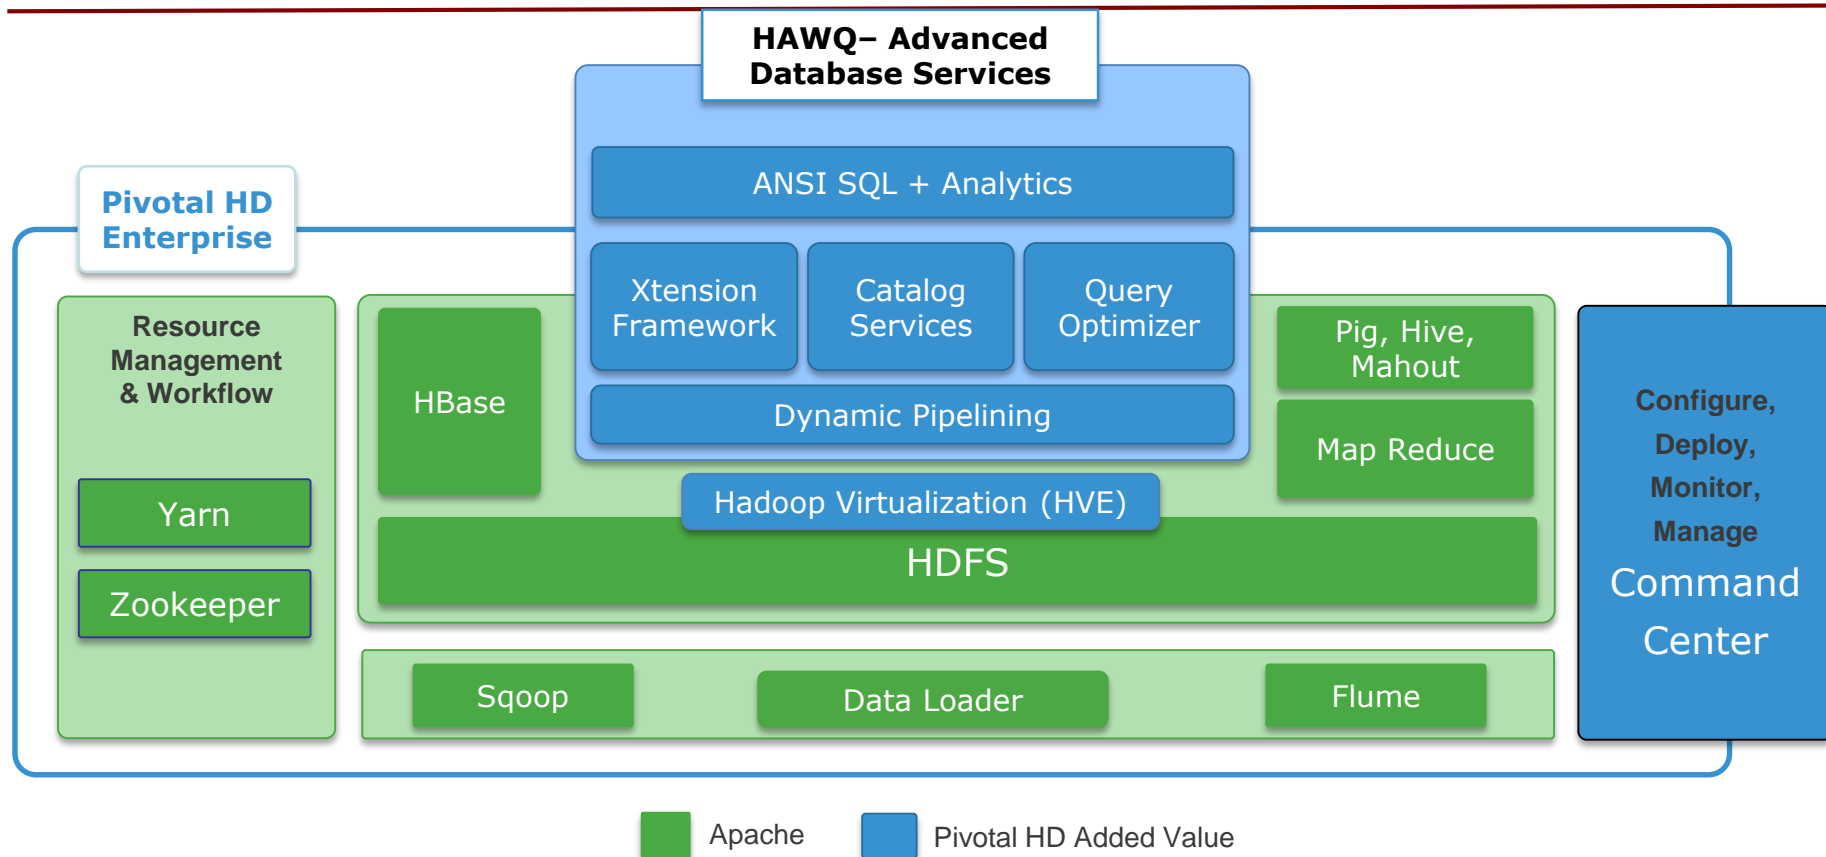 HAWQ– Advanced
Database Services
ANSI SQL + Analytics
Pivotal HD
Enterprise
Xtension
Framework
Catalog
Services
Query
Optimizer
Resource
Management
& Workflow
HBase
Pig, Hive,
Mahout
Dynamic Pipelining
Map Reduce
Configure,
Deploy,
Monitor,
Manage
Command
Center
Yarn
Hadoop Virtualization (HVE)
HDFS
Zookeeper
Sqoop
Data Loader
Flume
Apache
Pivotal HD Added Value